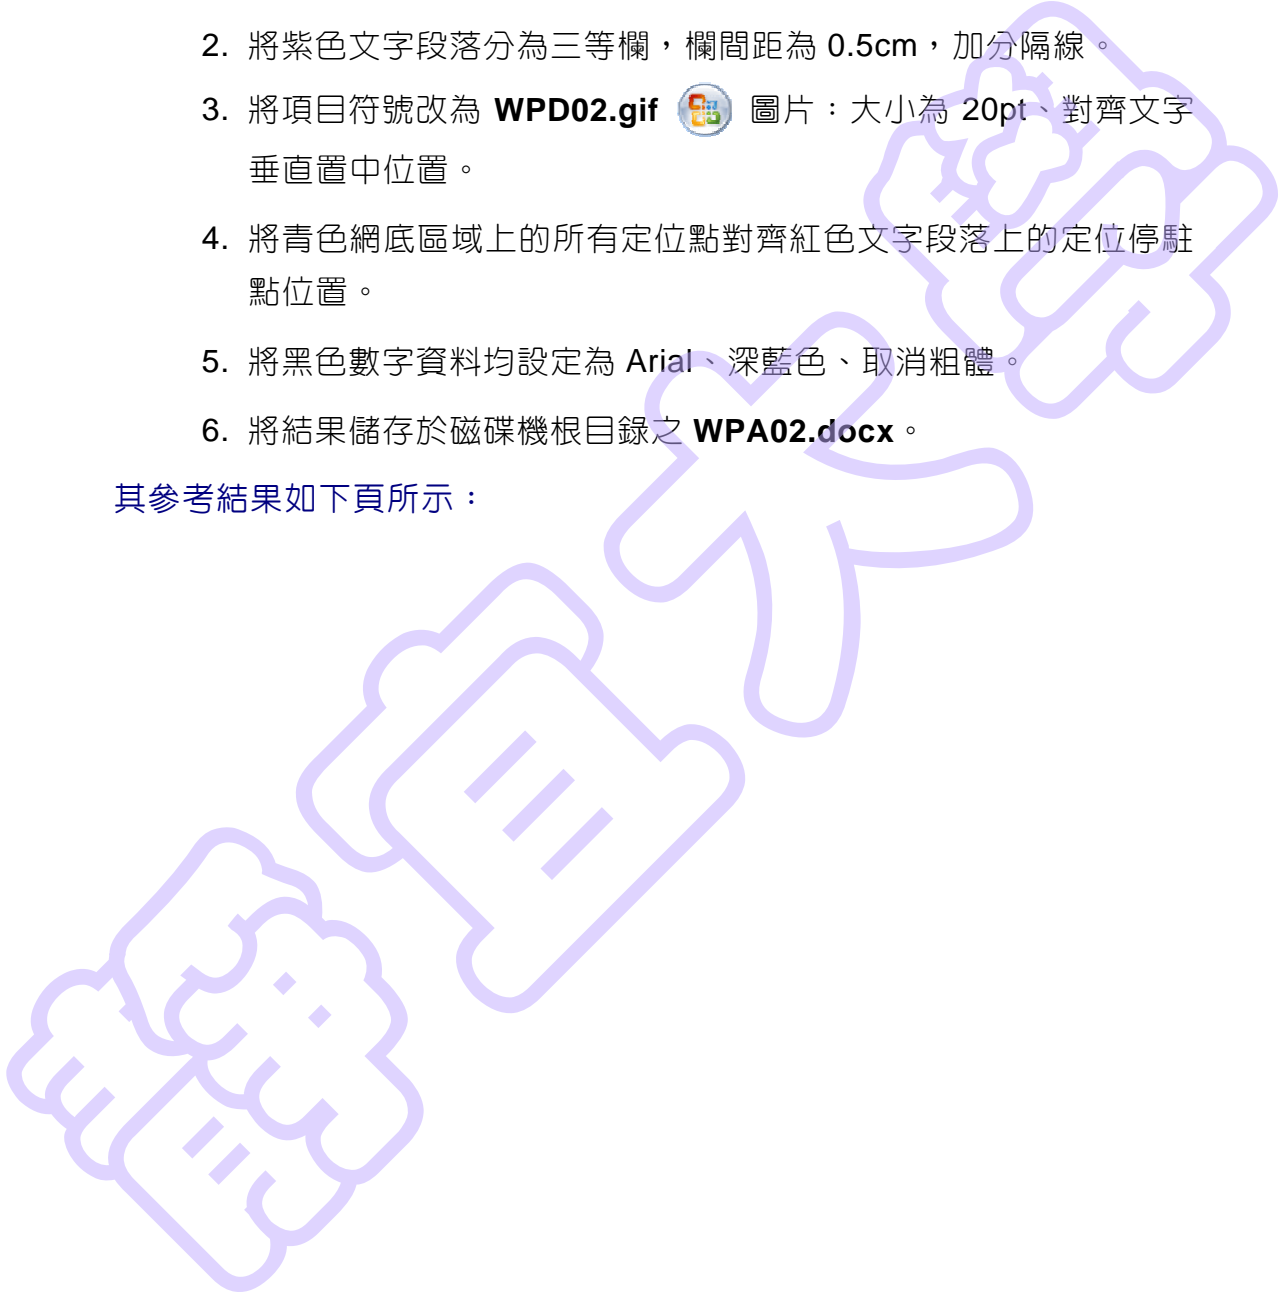 2. 將紫色文字段落分為三等欄，欄間距為 0.5cm，加分隔線。
3. 將項目符號改為 WPD02.gif 圖片：大小為 20pt、對齊文字
垂直置中位置。
4. 將青色網底區域上的所有定位點對齊紅色文字段落上的定位停駐
點位置。
5. 將黑色數字資料均設定為 Arial、深藍色、取消粗體。
6. 將結果儲存於磁碟機根目錄之 WPA02.docx。
其參考結果如下頁所示：